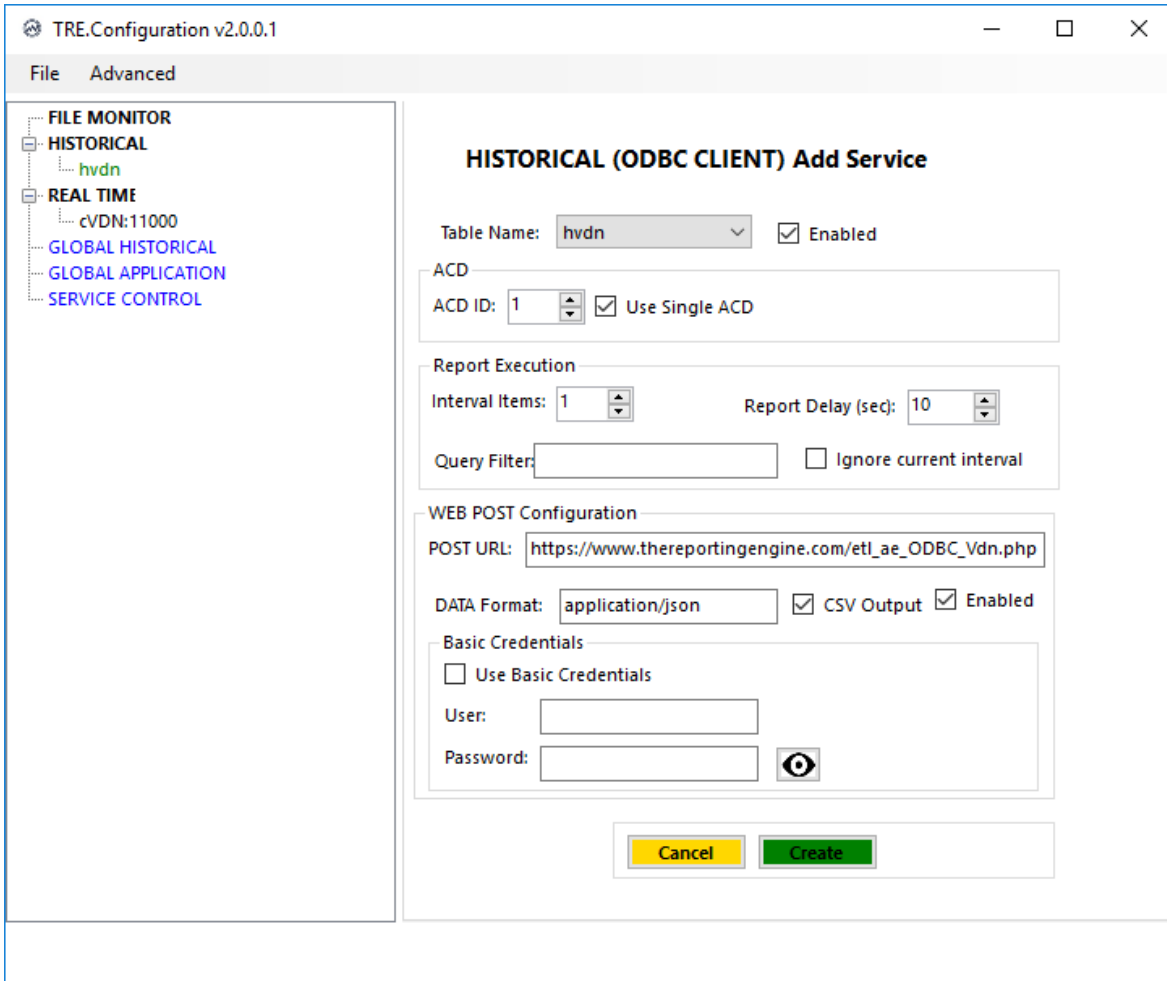 TRE.Configuration v2.0.0.1
File Advanced
FILE MONITOR
HISTORICAL
hvdn
REAL TIME
cVDN:11000
GLOBAL HISTORICAL
GLOBAL APPLICATION
SERVICE CONTROL
HISTORICAL (ODBC CLIENT) Add Service
Table Name: hvdn Enabled
ACD
ACD ID: 1 Use Single ACD
Report Execution
Interval Items: 1 Report Delay (sec): 10
Query Filter: Ignore current interval
WEB POST Configuration
POST URL: https://www.thereportingengine.com/etl_ae_ODBC_Vdn.php
DATA Format: application/json CSV Output Enabled
Basic Credentials
Use Basic Credentials
User:
Password:
Cancel Create